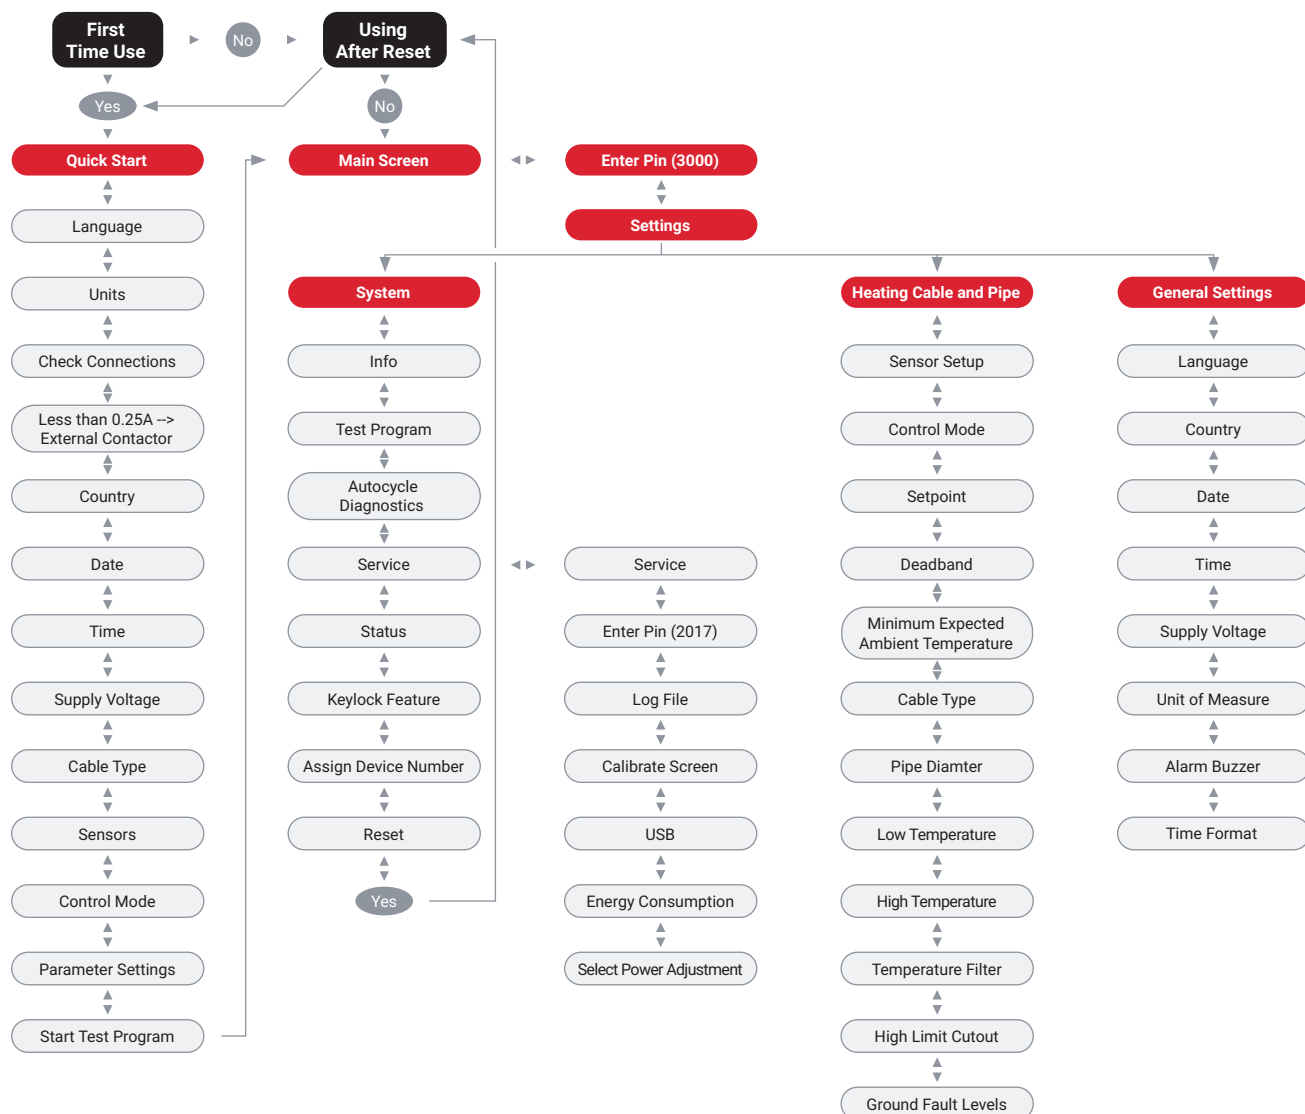 First
Time Use
No
Using
After Reset
Yes
No
Quick Start
Main Screen
Enter Pin (3000)
Settings
Language
Units
Check Connections
Less than 0.25A -->
External Contactor
Country
Date
Time
Supply Voltage
Cable Type
Sensors
Control Mode
Parameter Settings
Start Test Program
System
Info
Test Program
Autocycle
Diagnostics
Service
Status
Keylock Feature
Assign Device Number
Reset
Yes
Service
Enter Pin (2017)
Log File
Calibrate Screen
USB
Energy Consumption
Select Power Adjustment
Heating Cable and Pipe
Sensor Setup
Control Mode
Setpoint
Deadband
Minimum Expected
Ambient Temperature
Cable Type
Pipe Diamter
Low Temperature
High Temperature
Temperature Filter
High Limit Cutout
Ground Fault Levels
General Settings
Language
Country
Date
Time
Supply Voltage
Unit of Measure
Alarm Buzzer
Time Format